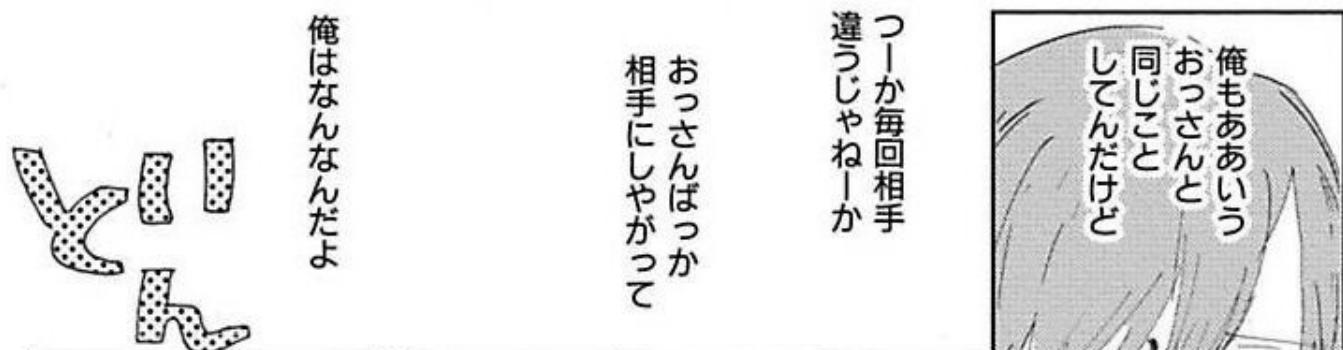 俺もああいう
おっさんと
同じこと
してんだけど
つーか毎回相手
違うじゃねーか
おっさんばっか
相手にしやがって
俺はなんなんだよ